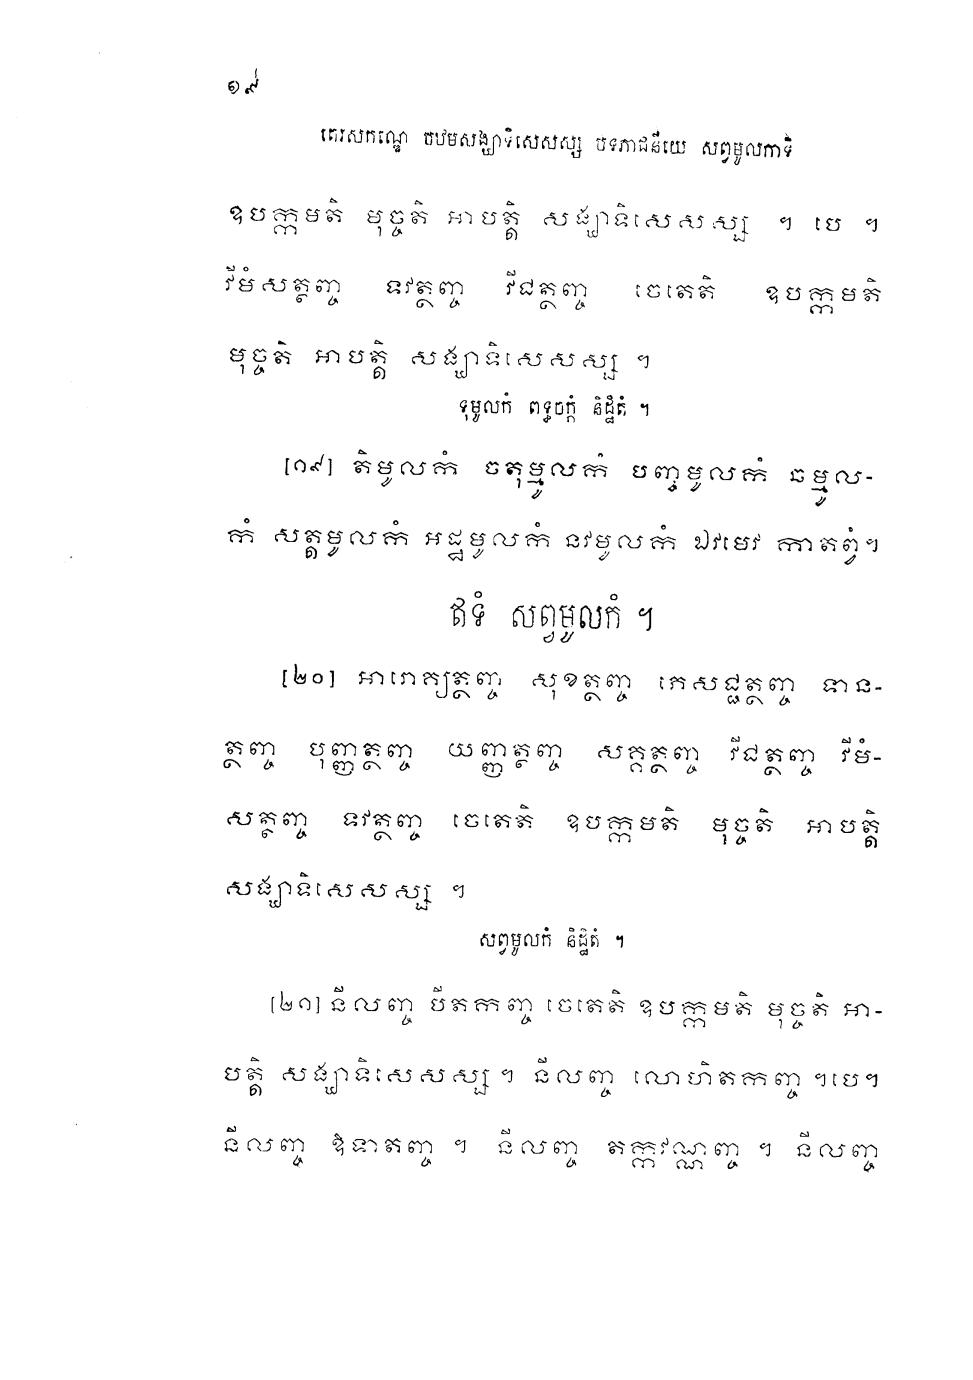 ១៩
តេរសកណ្ឌេ បឋមសង្ឃាទិសេសស្ស បទភាជនីយេ សព្វមូលកាទិ
ឧបក្កមតិ មុច្ចតិ អាបត្តិ សង្ឃាទិសេសស្ស ។ បេ ។
វីមំសត្ថញ្ច ទវត្ថញ្ច វីជត្ថញ្ច ចេតេតិ ឧបក្កមតិ
មុច្ចតិ អាបត្តិ សង្ឃាទិសេសស្ស ។
ទុមូលកំ ពទ្ធចក្កំ និដ្ឋិតំ ។
[១៩] តិមូលកំ ចតុម្មូលកំ បញ្ចមូលកំ ឆម្មូល-
កំ សត្តមូលកំ អដ្ឋមូលកំ នវមូលកំ ឯវមេវ កាតព្វំ។
ឥទំ សព្វមូលកំ ។
[២០] អារោគ្យត្ថញ្ច សុខត្ថញ្ច ភេសជ្ជត្ថញ្ច ទាន-
ត្ថញ្ច បុញ្ញត្ថញ្ច យញ្ញត្ថញ្ច សគ្គត្ថញ្ច វីជត្ថញ្ច វីមំ-
សត្ថញ្ច ទវត្ថញ្ច ចេតេតិ ឧបក្កមតិ មុច្ចតិ អាបត្តិ
សង្ឃាទិសេសស្ស ។
សព្វមូលកំ និដ្ឋិតំ ។
[២១] នីលញ្ច បីតកញ្ច ចេតេតិ ឧបក្កមតិ មុច្ចតិ អា-
បត្តិ សង្ឃាទិសេសស្ស ។ នីលញ្ច លោហិតកញ្ច ។បេ។
នីលញ្ច ឱទាតញ្ច ។ នីលញ្ច តក្កវណ្ណញ្ច ។ នីលញ្ច